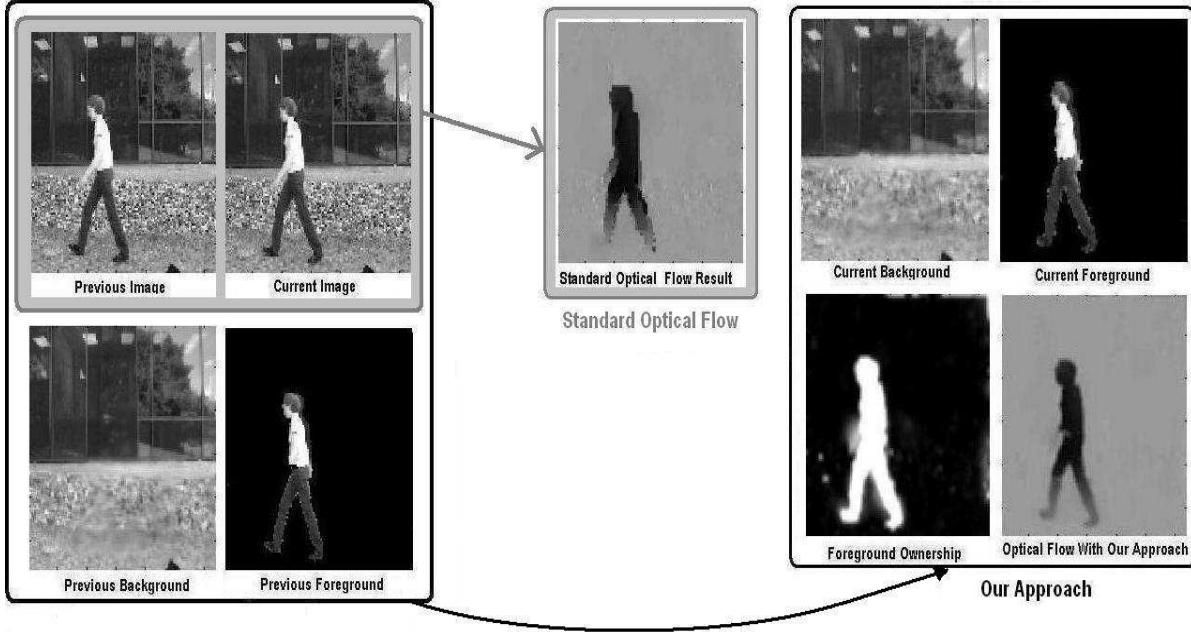 Previous Image
Current Image
Previous Background
Previous Foreground
Standard Optical Flow Result
Standard Optical Flow
Current Background
Current Foreground
Foreground Ownership
Optical Flow With Our Approach
Our Approach